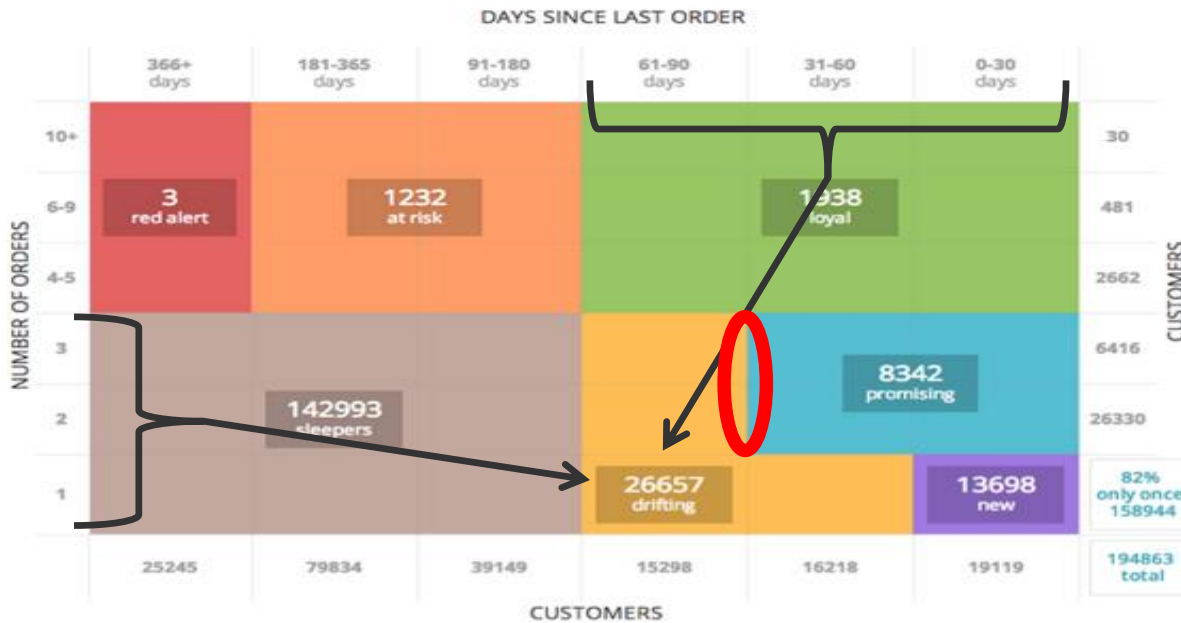 DAYS SINCE LAST ORDER
366+ 181-365 91-180 61-90 31-60 0-30
days days days days days days
10+ 30
3 1232 1938
6-9 red alert at risk loyal 481
4-5 2662
NUMBER OF ORDERS
CUSTOMERS
3 6416
8342
promising
2 142993 26330
sleepers
1 26657 13698 82%
drifting new only once
158944
25245 79834 39149 15298 16218 19119 194863
total
CUSTOMERS